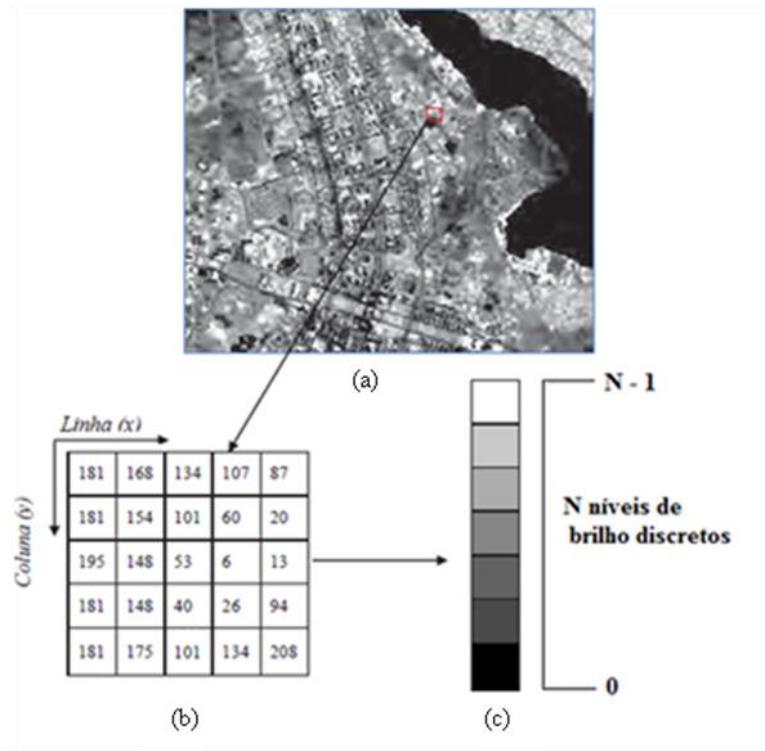 (a)
N - 1
Linha (x)
Coluna (y)
181 168 134 107 87
181 154 101 60 20
195 148 53 6 13
181 148 40 26 94
181 175 101 134 208
N níveis de
brilho discretos
0
(b)
(c)